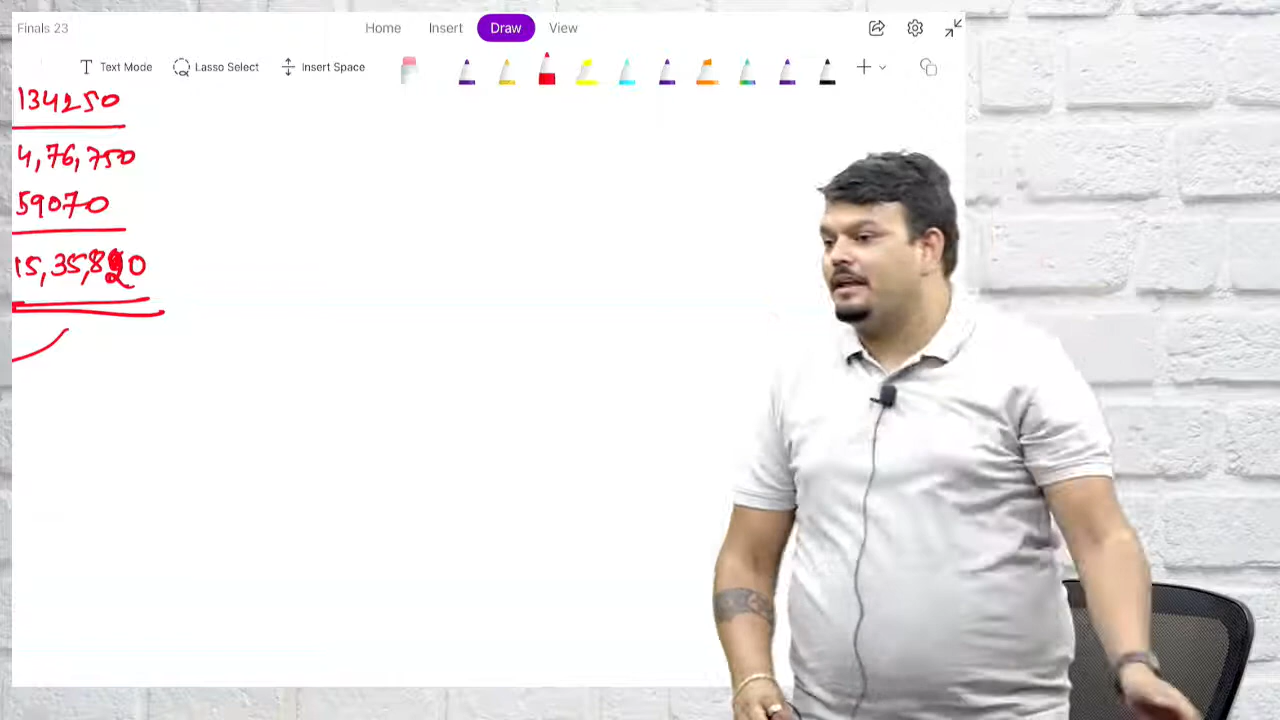 Finals 23
Home Insert Draw View
Text Mode Lasso Select Insert Space
134250
4,76,750
59070
15,35,820